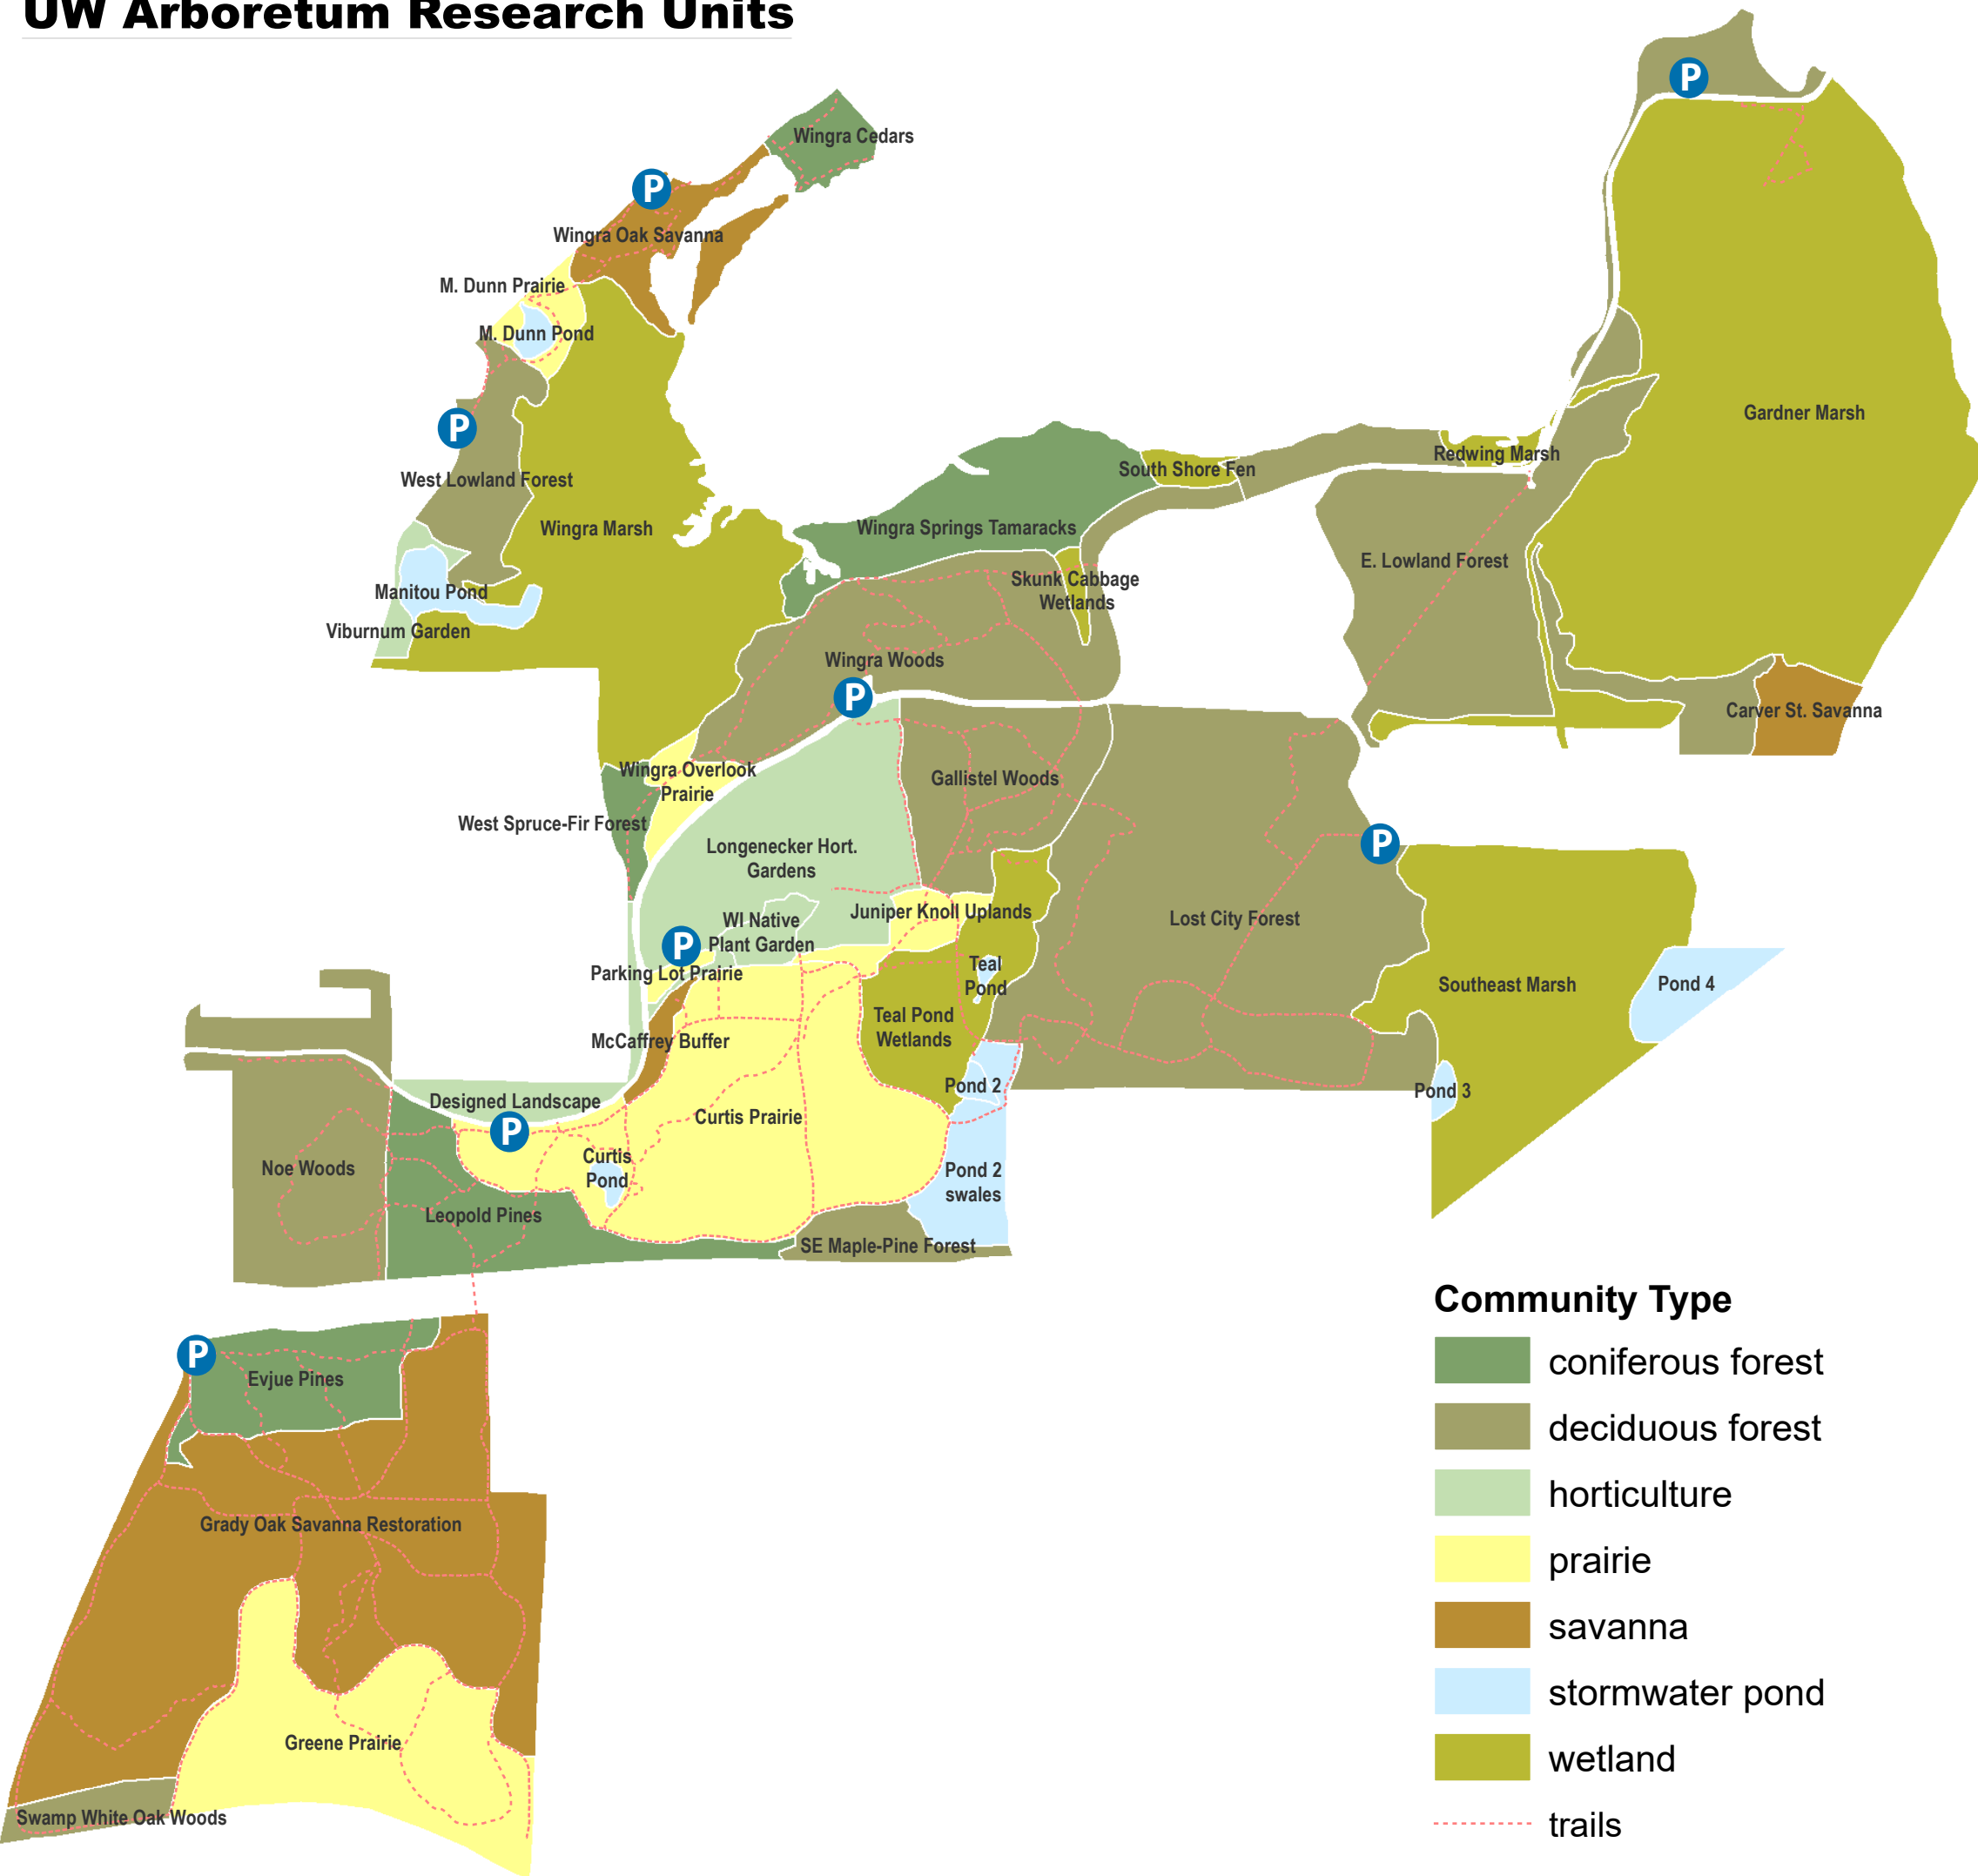 UW Arboretum Research Units
P
Wingra Cedars
P
Wingra Oak Savanna
M. Dunn Prairie
M. Dunn Pond
P
Gardner Marsh
P
Redwing Marsh
South Shore Fen
West Lowland Forest
Wingra Marsh
Wingra Springs Tamaracks
E. Lowland Forest
Skunk Cabbage
Wetlands
Manitou Pond
Viburnum Garden
Wingra Woods
P
Carver St. Savanna
Wingra Overlook
Prairie
Gallistel Woods
West Spruce-Fir Forest
Longenecker Hort.
Gardens
P
Juniper Knoll Uplands
Lost City Forest
WI Native
Plant Garden
P
Parking Lot Prairie
Teal
Pond
Southeast Marsh
Pond 4
Teal Pond
Wetlands
McCaffrey Buffer
Pond 2
Pond 3
Designed Landscape
P
Curtis Prairie
Noe Woods
Curtis
Pond
Pond 2
swales
Leopold Pines
SE Maple-Pine Forest
P
Evjue Pines
Grady Oak Savanna Restoration
Greene Prairie
Swamp White Oak Woods
Community Type
coniferous forest
deciduous forest
horticulture
prairie
savanna
stormwater pond
wetland
trails